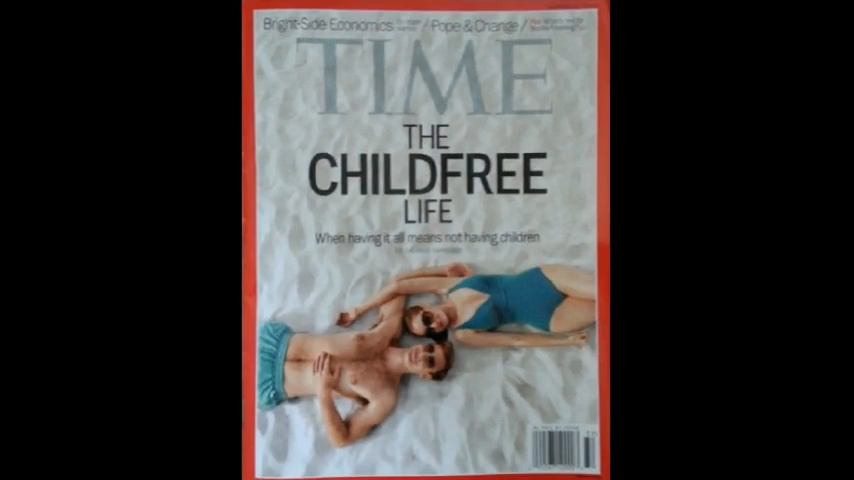 Bright-Side Economics / Pope & Change /
TIME
THE
CHILDFREE
LIFE
When having it all means not having children